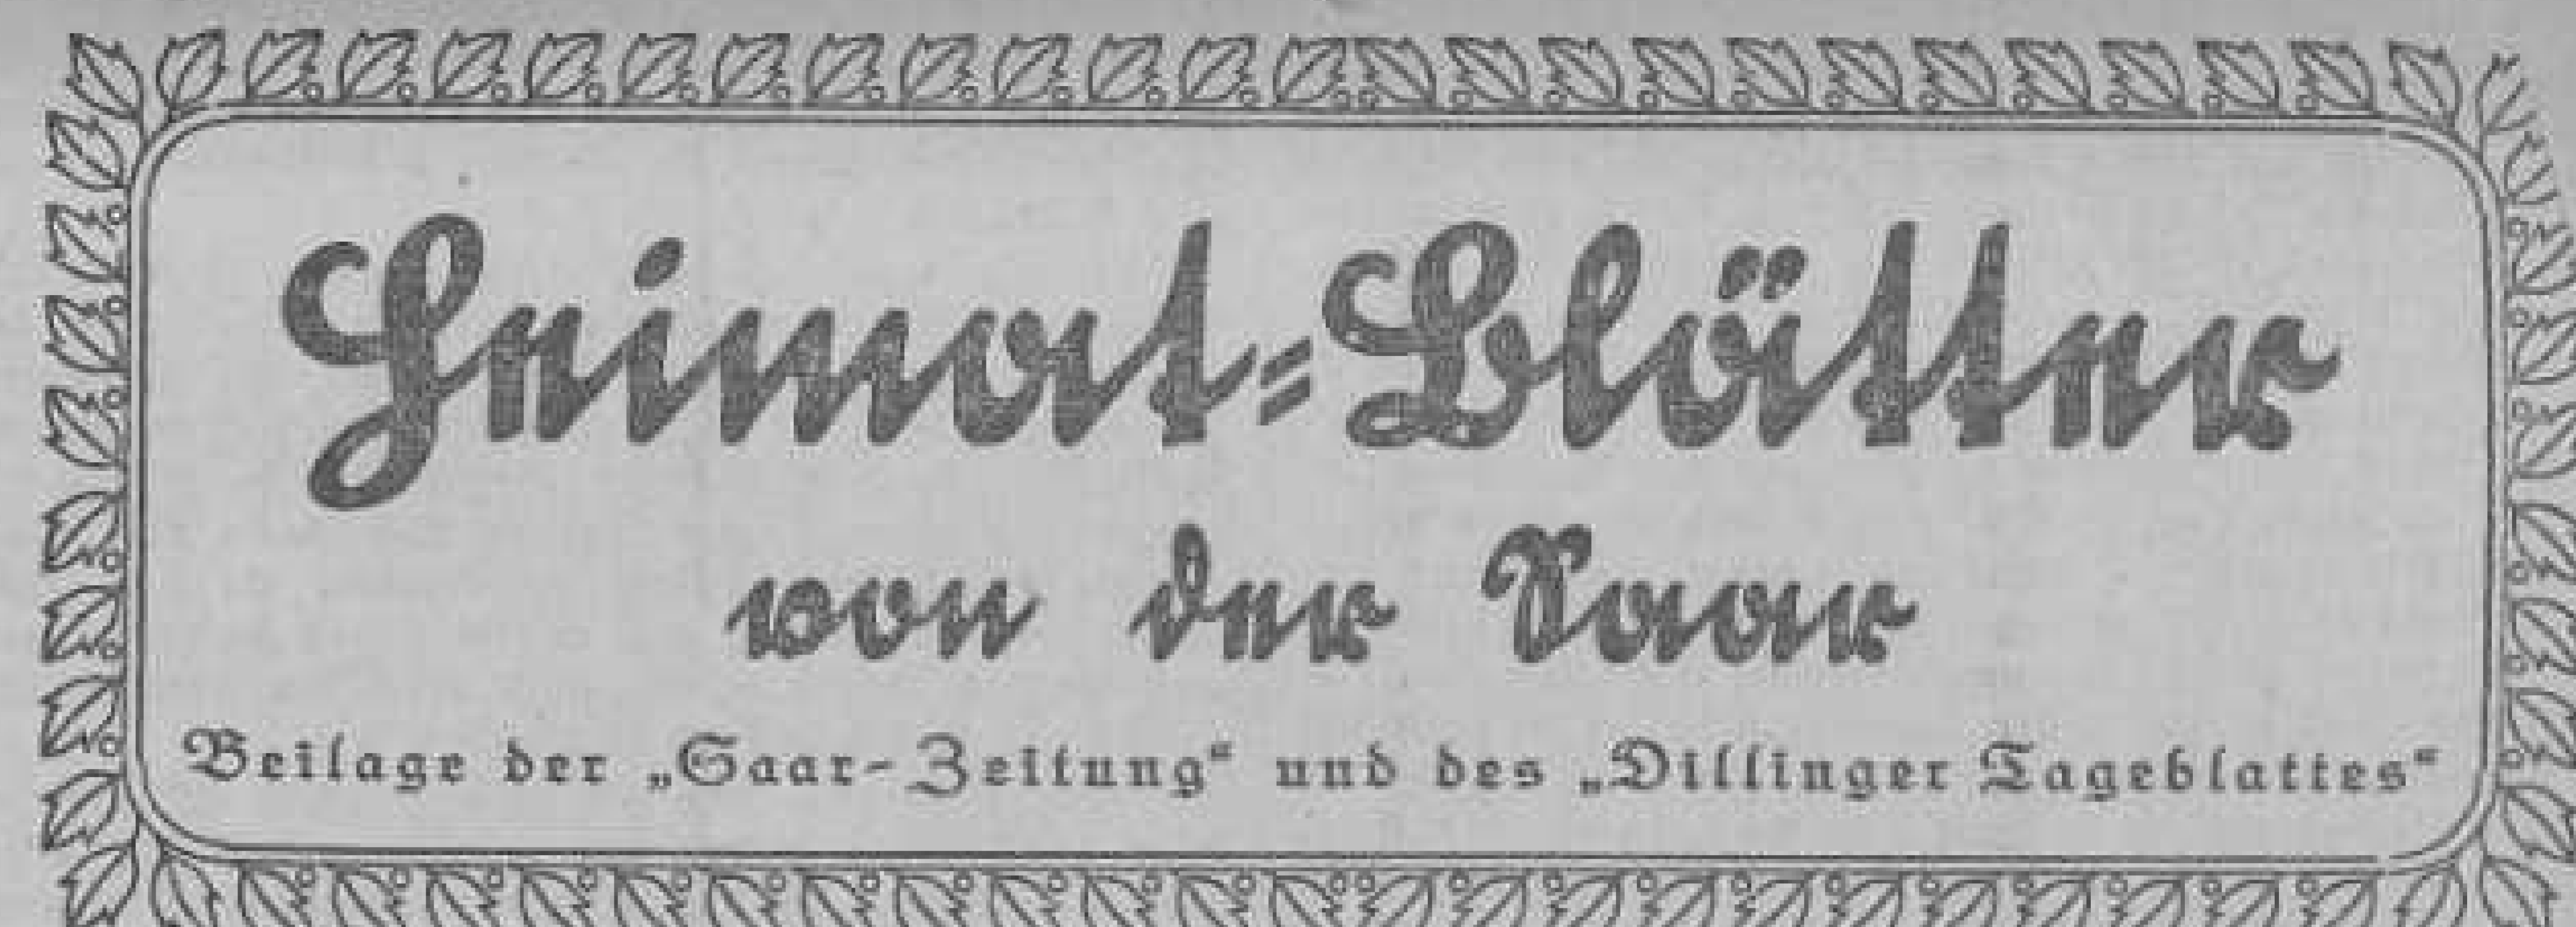 Heimat-Blätter
von der Saar
Beilage der „Saar-Zeitung“ und des „Dillinger Tageblattes“